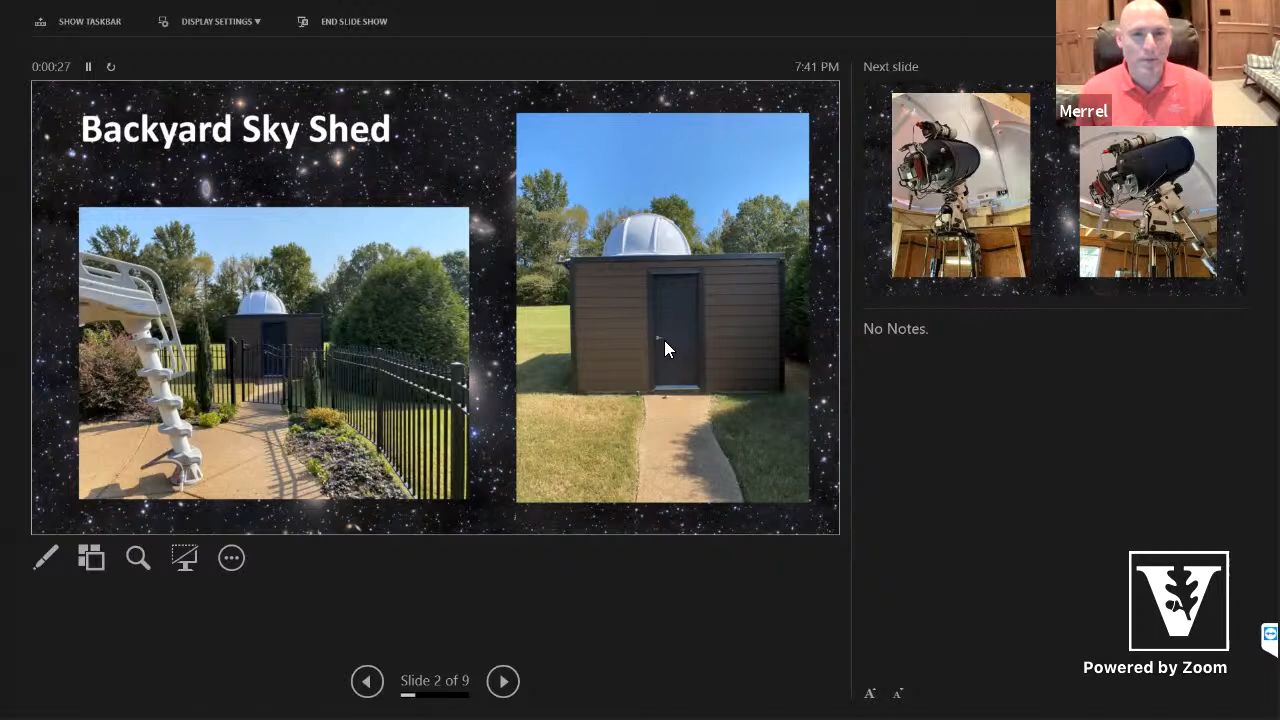 SHOW TASKBAR
DISPLAY SETTINGS ▼
END SLIDE SHOW
0:00:27
7:41 PM
Next slide
Merrel
Backyard Sky Shed
No Notes.
Slide 2 of 9
A
A
V
Powered by Zoom